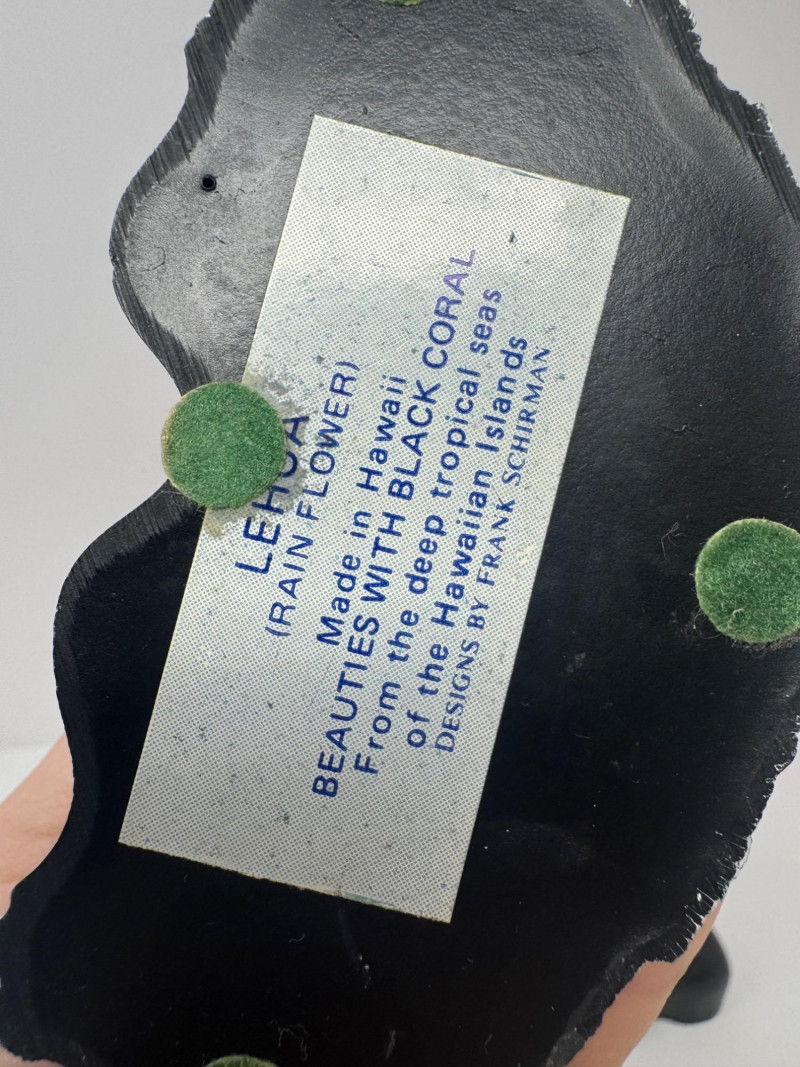 LEHUA
(RAIN FLOWER)
Made in Hawaii
BEAUTIES WITH BLACK CORAL
From the deep tropical seas
of the Hawaiian Islands
DESIGNS BY FRANK SCHIRMAN